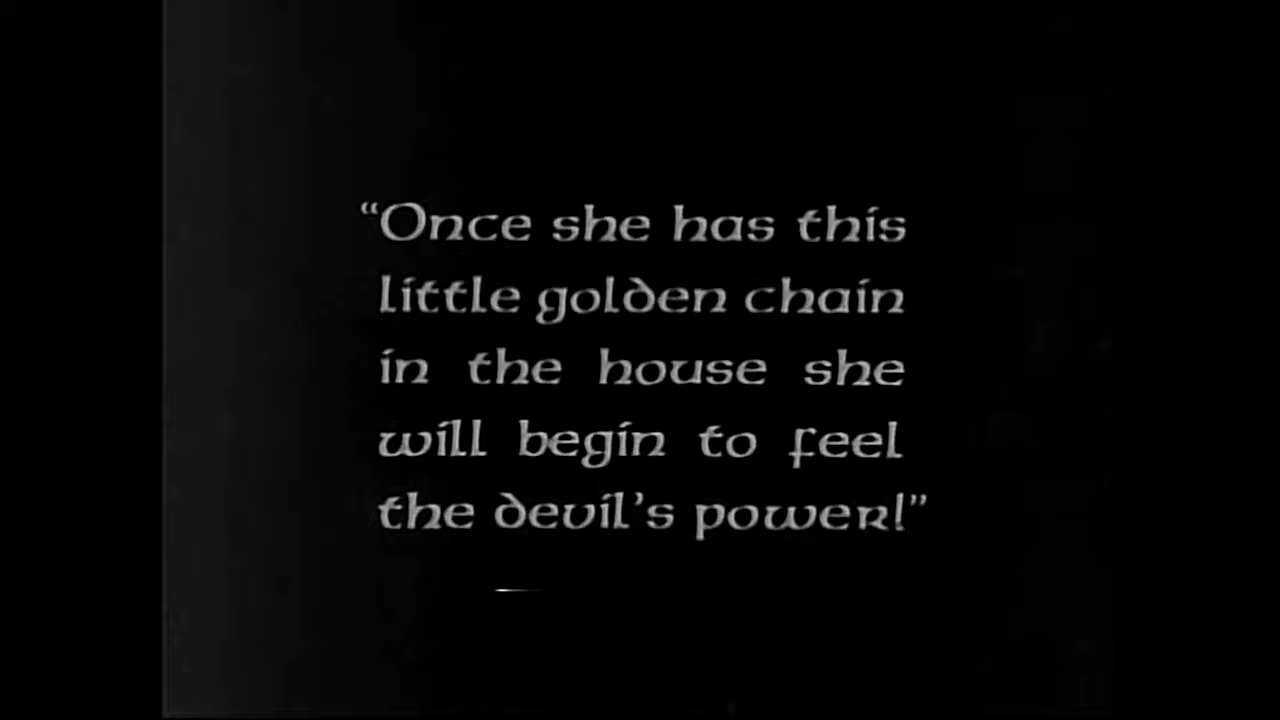 “Once she has this
little golden chain
in the house she
will begin to feel
the devil’s power!”